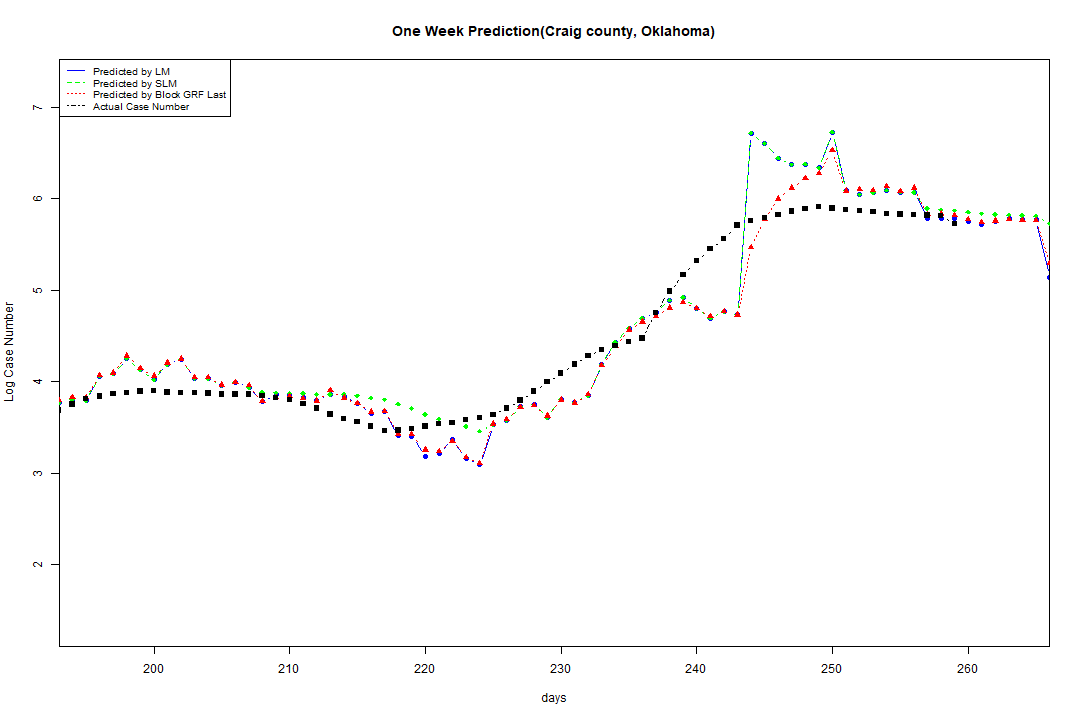 One Week Prediction(Craig county, Oklahoma)
Predicted by LM
Predicted by SLM
Predicted by Block GRF Last
Actual Case Number
7
6
5
4
3
2
Log Case Number
200 210 220 230 240 250 260
days